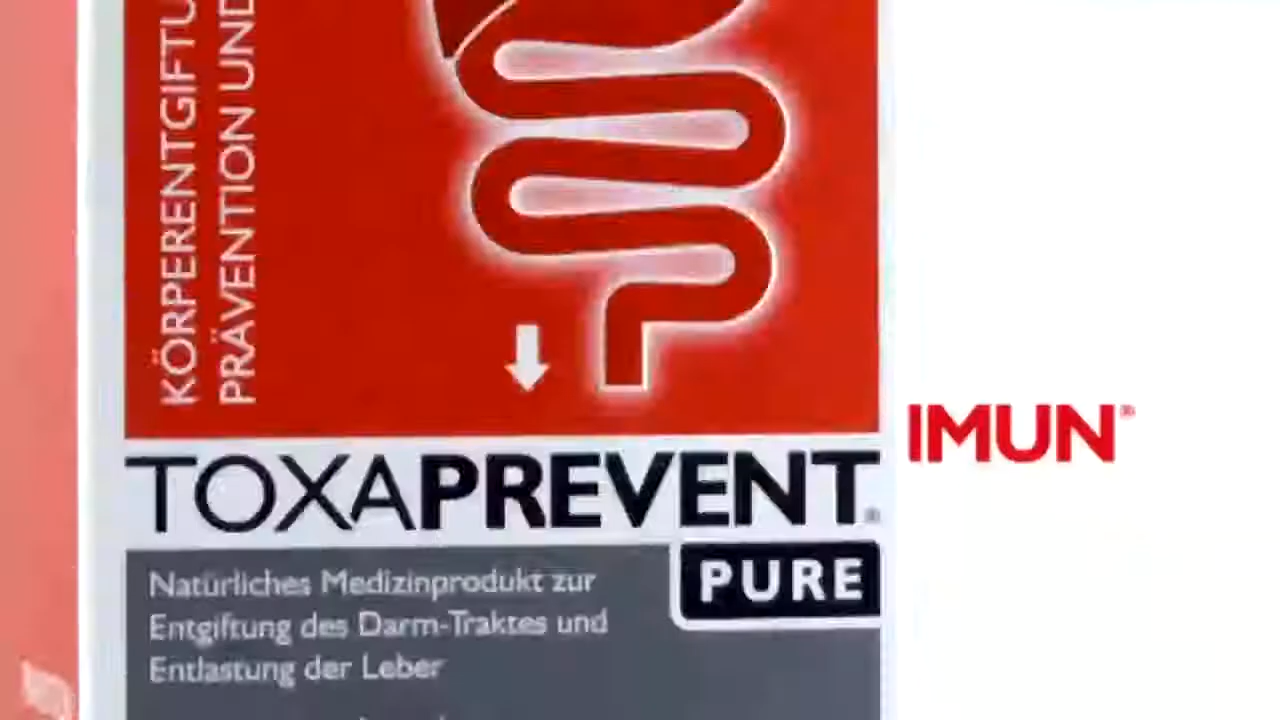 KÖRPERENTGIFTU
PRÄVENTION UND
IMUN®
TOXAPREVENT®
PURE
Natürliches Medizinprodukt zur
Entgiftung des Darm-Traktes und
Entlastung der Leber